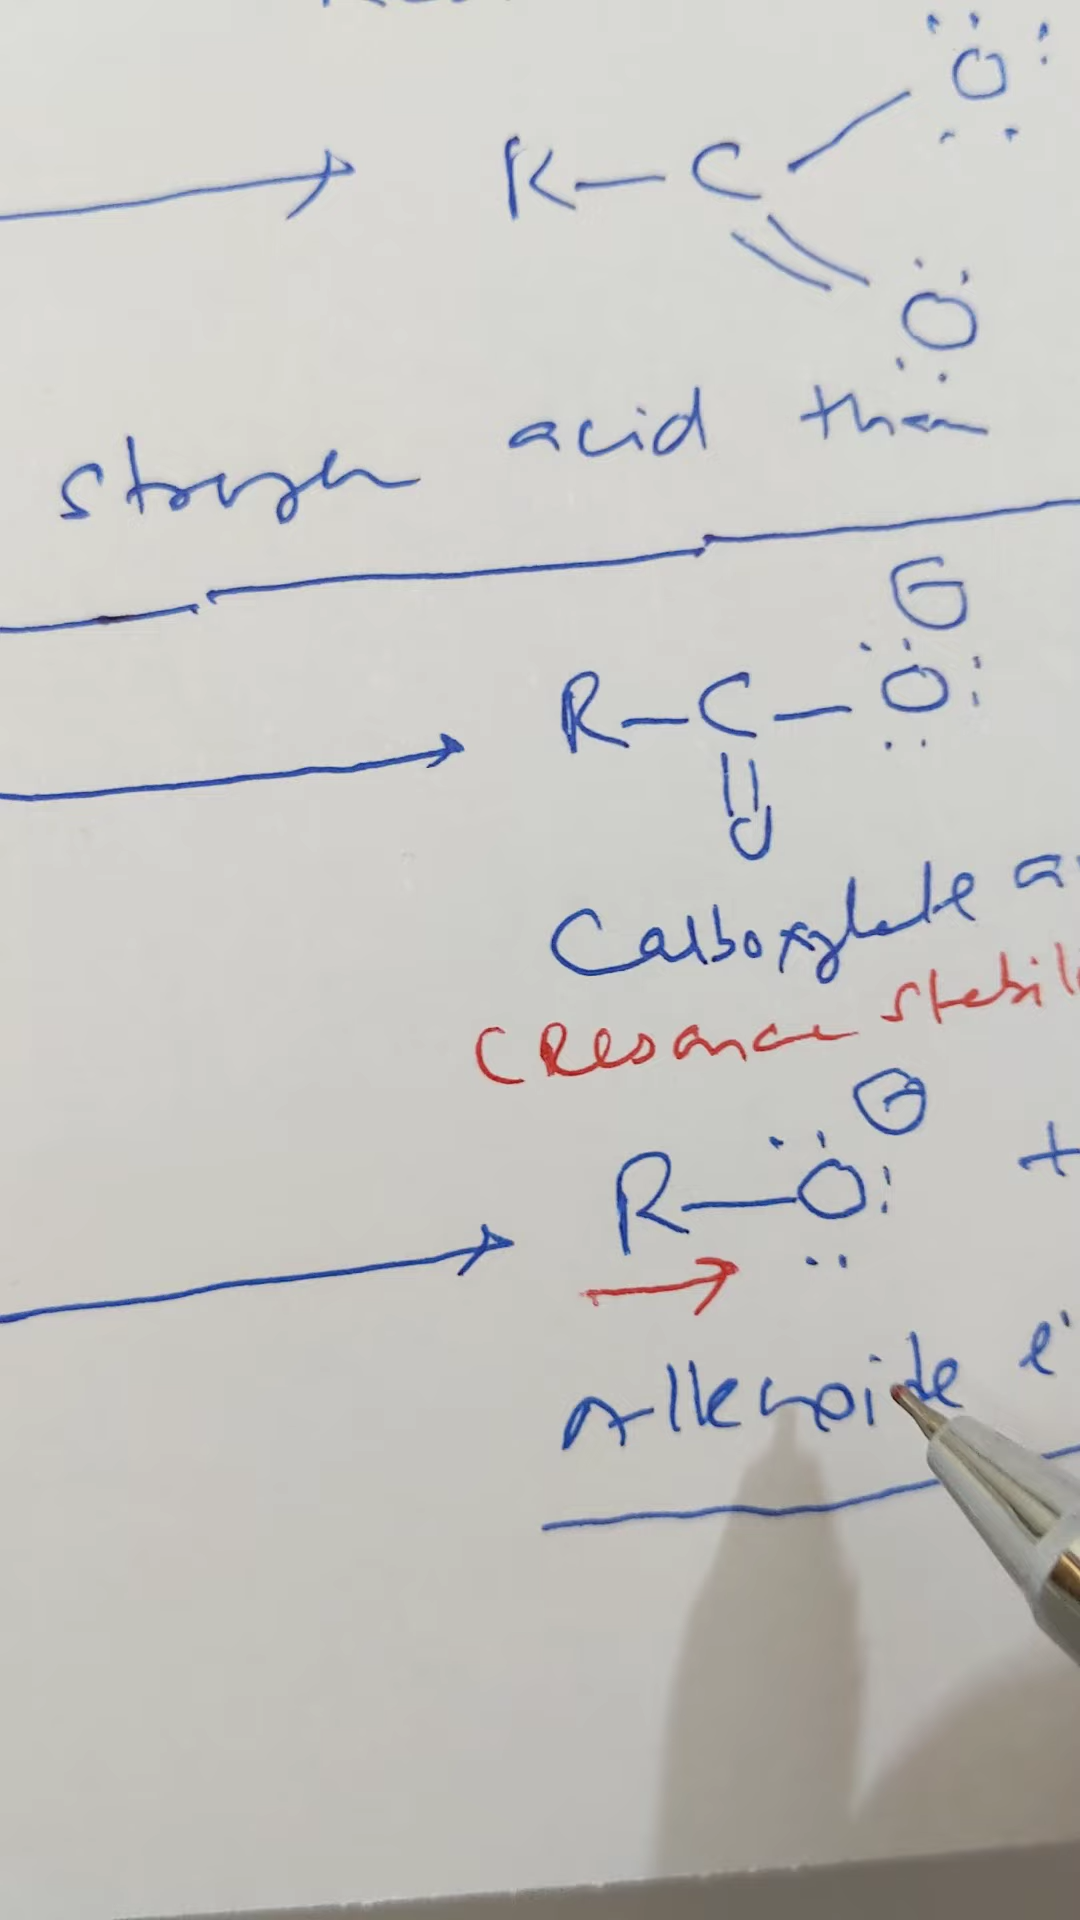 R—C—O
O
stronger acid than
⊖
R—C—O
O
Carboxylate a
(Resonance stabil
⊖
R—O +
Alkoxide